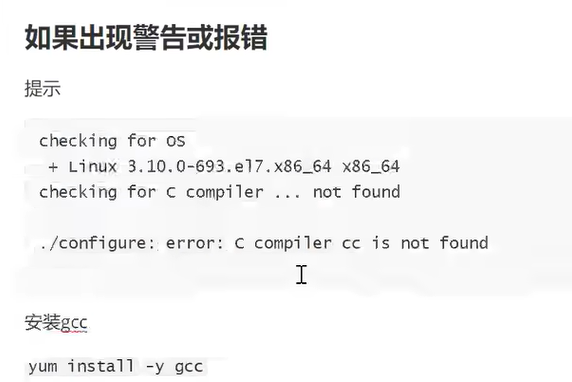 如果出现警告或报错
提示
checking for OS
+ Linux 3.10.0-693.el7.x86_64 x86_64
checking for C compiler ... not found
./configure: error: C compiler cc is not found
安装gcc
yum install -y gcc